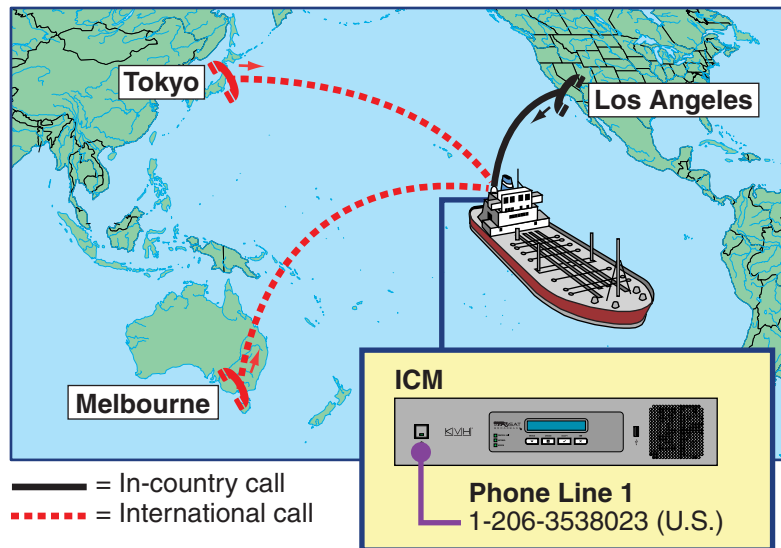 Tokyo
Los Angeles
Melbourne
ICM
KVH
Phone Line 1
1-206-3538023 (U.S.)
= In-country call
= International call